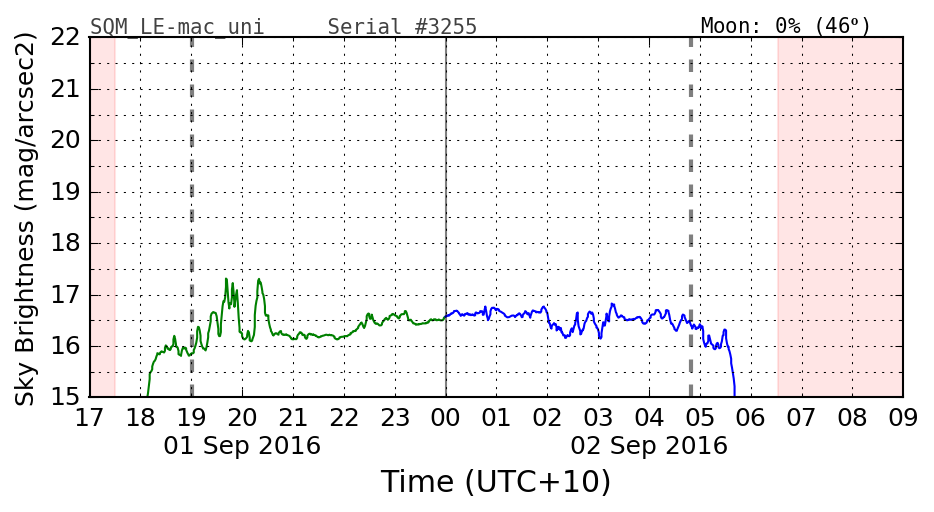 SQM_LE-mac_uni Serial #3255 Moon: 0% (46°)
22
21
20
19
18
17
16
15
Sky Brightness (mag/arcsec2)
17 18 19 20 21 22 23 00 01 02 03 04 05 06 07 08 09
01 Sep 2016 02 Sep 2016
Time (UTC+10)